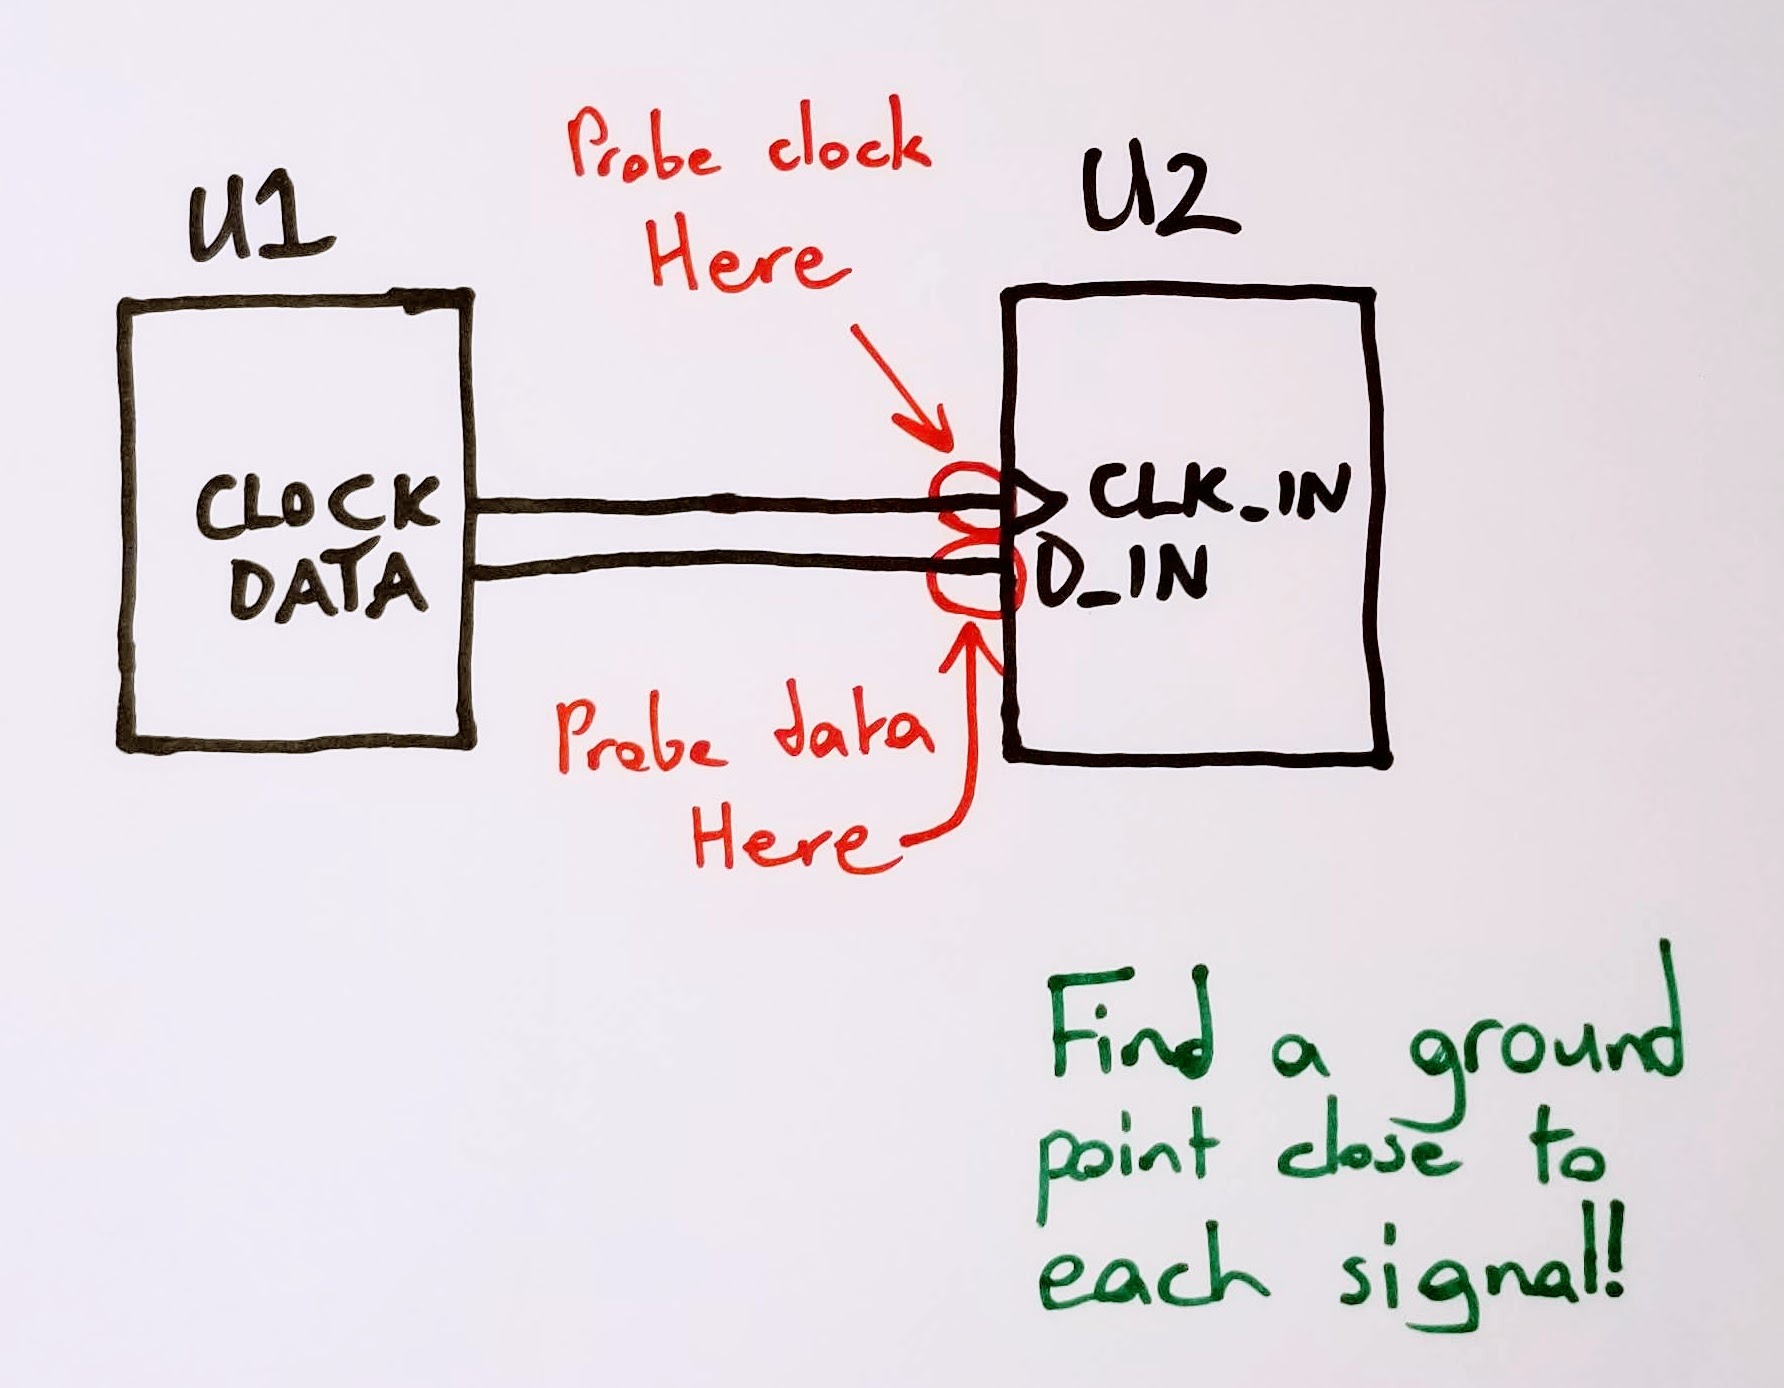 Probe clock
Here
U1
U2
CLOCK
DATA
CLK_IN
D_IN
Probe data
Here
Find a ground
point close to
each signal!!